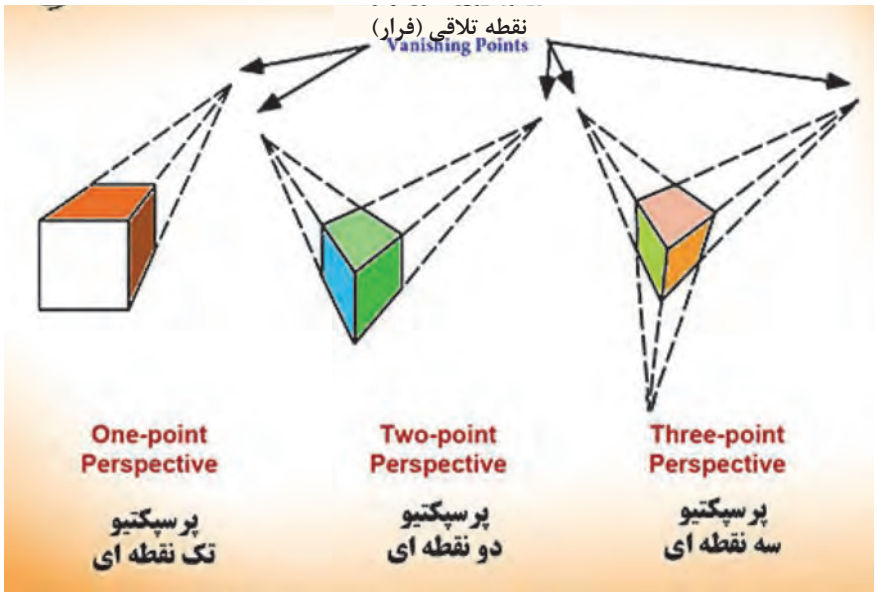 نقطه تلاقی (فرار)
Vanishing Points
One-point
Perspective
پرسپکتیو
تک نقطه ای
Two-point
Perspective
پرسپکتیو
دو نقطه ای
Three-point
Perspective
پرسپکتیو
سه نقطه ای